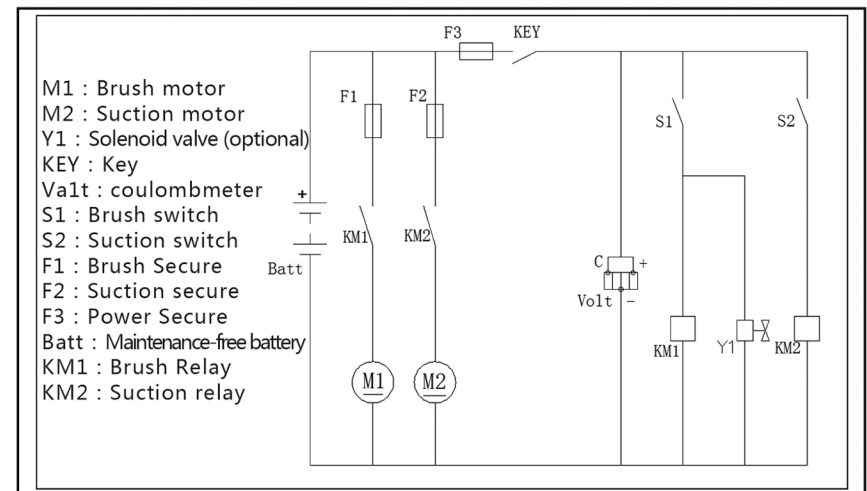 M1 : Brush motor
M2 : Suction motor
Y1 : Solenoid valve (optional)
KEY : Key
Va1t : coulombmeter
S1 : Brush switch
S2 : Suction switch
F1 : Brush Secure
F2 : Suction secure
F3 : Power Secure
Batt : Maintenance-free battery
KM1 : Brush Relay
KM2 : Suction relay
F3 KEY
F1 F2
S1 S2
+
KM1 KM2
Batt
C +
Volt -
KM1 Y1 KM2
M1 M2